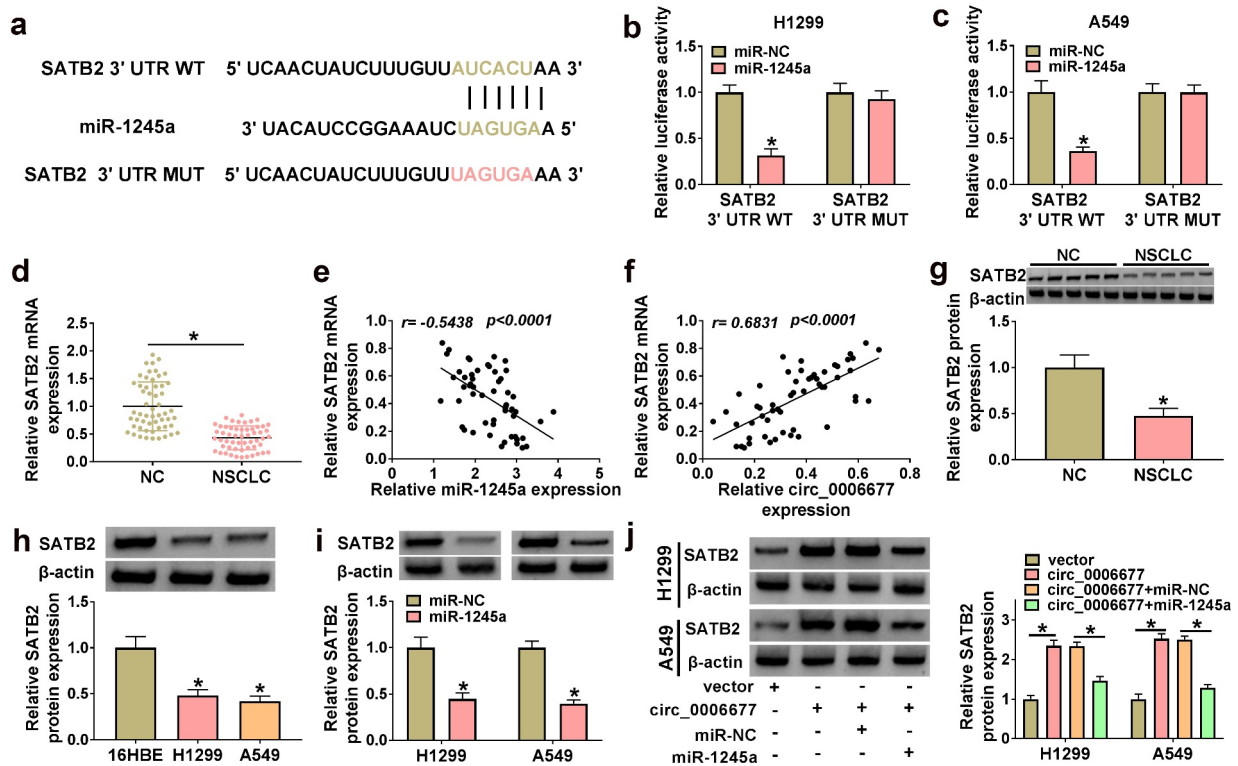 a
SATB2 3' UTR WT 5' UCAACUAUCUUUGUUAUCACUAA 3'
miR-1245a 3' UACAUCCGGAAAUCUAGUGAA 5'
SATB2 3' UTR MUT 5' UCAACUAUCUUUGUUUAGUGAAA 3'
b
H1299
Relative luciferase activity
1.5
1.0
0.5
0.0
miR-NC
miR-1245a
*
SATB2 SATB2
3' UTR WT 3' UTR MUT
c
A549
Relative luciferase activity
1.5
1.0
0.5
0.0
miR-NC
miR-1245a
*
SATB2 SATB2
3' UTR WT 3' UTR MUT
d
Relative SATB2 mRNA
expression
2.5
2.0
1.5
1.0
0.5
0.0
*
NC NSCLC
e
Relative SATB2 mRNA
expression
1.0
0.8
0.6
0.4
0.2
0.0
r= -0.5438 p<0.0001
0 1 2 3 4 5
Relative miR-1245a expression
f
Relative SATB2 mRNA
expression
1.0
0.8
0.6
0.4
0.2
0.0
r= 0.6831 p<0.0001
0.0 0.2 0.4 0.6 0.8
Relative circ_0006677
expression
g
NC NSCLC
SATB2
β-actin
Relative SATB2 protein
expression
1.5
1.0
0.5
0.0
*
NC NSCLC
h
SATB2
β-actin
Relative SATB2
protein expression
1.5
1.0
0.5
0.0
* *
16HBE H1299 A549
i
SATB2
β-actin
Relative SATB2
protein expression
1.5
1.0
0.5
0.0
miR-NC
miR-1245a
* *
H1299 A549
j
H1299
SATB2
β-actin
A549
SATB2
β-actin
vector + - - -
circ_0006677 - + + +
miR-NC - - + -
miR-1245a - - - +
vector
circ_0006677
circ_0006677+miR-NC
circ_0006677+miR-1245a
Relative SATB2
protein expression
3
2
1
0
* * * *
H1299 A549